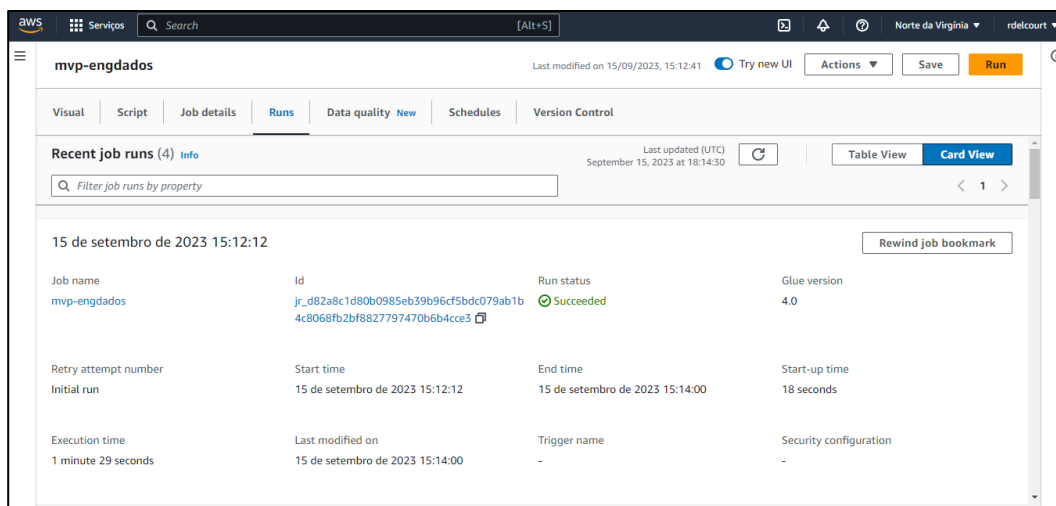 aws
Serviços
Search
[Alt+S]
Norte da Virgínia
rdelcourt
mvp-engdados
Last modified on 15/09/2023, 15:12:41
Try new UI
Actions
Save
Run
Visual
Script
Job details
Runs
Data quality New
Schedules
Version Control
Recent job runs (4) Info
Last updated (UTC)
September 15, 2023 at 18:14:30
Table View
Card View
Filter job runs by property
1
15 de setembro de 2023 15:12:12
Rewind job bookmark
Job name
Id
Run status
Glue version
mvp-engdados
jr_d82a8c1d80b0985eb39b96cf5bdc079ab1b
4c8068fb2bf8827797470b6b4cce3
Succeeded
4.0
Retry attempt number
Start time
End time
Start-up time
Initial run
15 de setembro de 2023 15:12:12
15 de setembro de 2023 15:14:00
18 seconds
Execution time
Last modified on
Trigger name
Security configuration
1 minute 29 seconds
15 de setembro de 2023 15:14:00
-
-